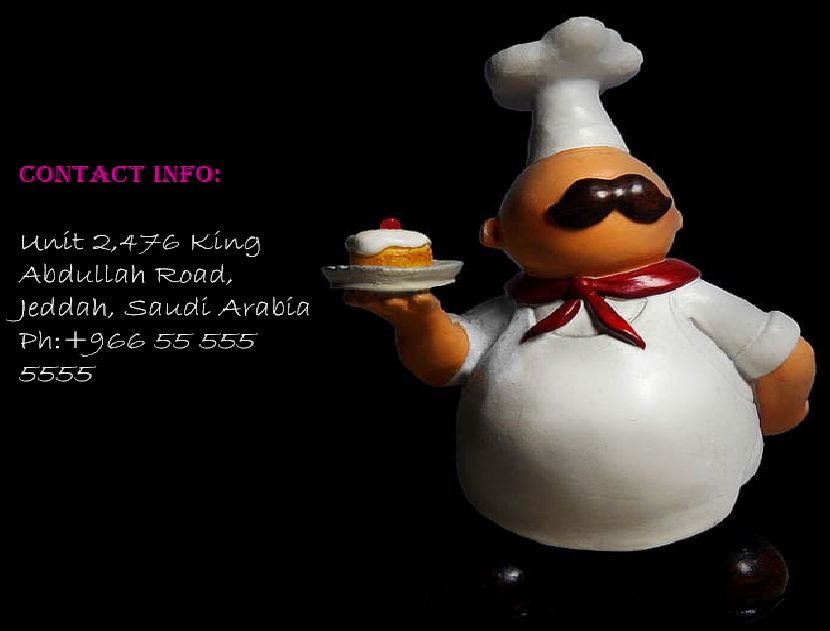 CONTACT INFO:
Unit 2,476 King
Abdullah Road,
Jeddah, Saudi Arabia
Ph:+966 55 555
5555